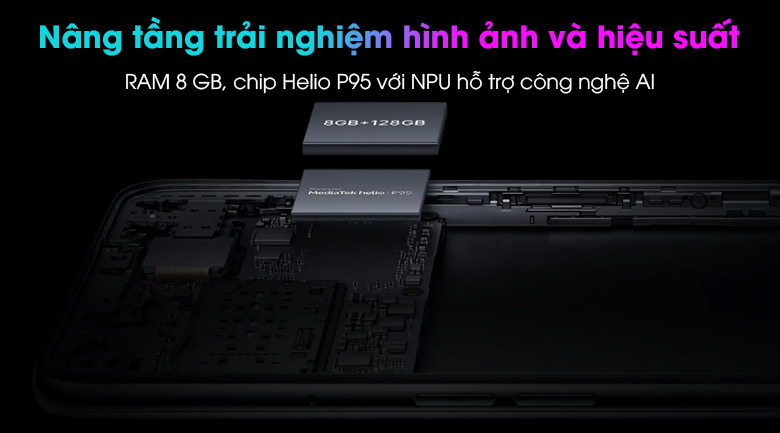 Nâng tầng trải nghiệm hình ảnh và hiệu suất
RAM 8 GB, chip Helio P95 với NPU hỗ trợ công nghệ AI
8GB+128GB
MediaTek helio P95